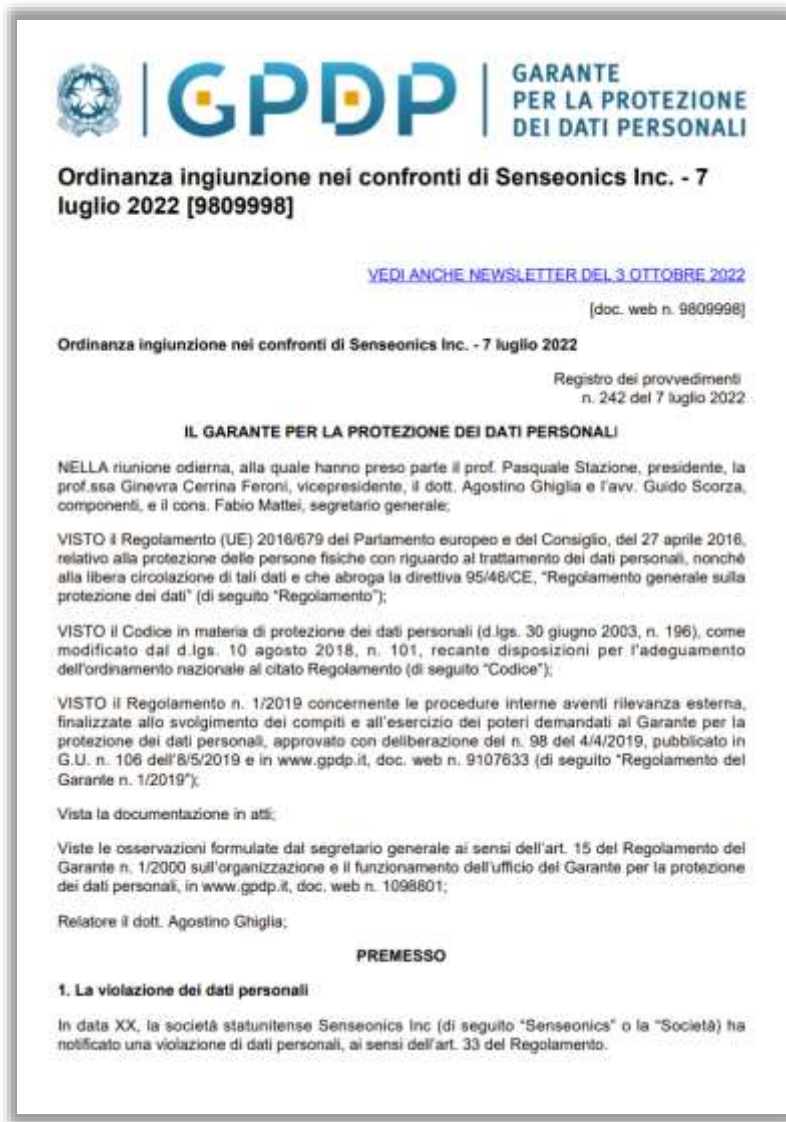 GPDP
GARANTE
PER LA PROTEZIONE
DEI DATI PERSONALI
Ordinanza ingiunzione nei confronti di Senseonics Inc. - 7
luglio 2022 [9809998]
VEDI ANCHE NEWSLETTER DEL 3 OTTOBRE 2022
[doc. web n. 9809998]
Ordinanza ingiunzione nei confronti di Senseonics Inc. - 7 luglio 2022
Registro dei provvedimenti
n. 242 del 7 luglio 2022
IL GARANTE PER LA PROTEZIONE DEI DATI PERSONALI
NELLA riunione odierna, alla quale hanno preso parte il prof. Pasquale Stazione, presidente, la
prof.ssa Ginevra Cerrina Feroni, vicepresidente, il dott. Agostino Ghiglia e l'avv. Guido Scorza,
componenti, e il cons. Fabio Mattei, segretario generale;
VISTO il Regolamento (UE) 2016/679 del Parlamento europeo e del Consiglio, del 27 aprile 2016,
relativo alla protezione delle persone fisiche con riguardo al trattamento dei dati personali, nonché
alla libera circolazione di tali dati e che abroga la direttiva 95/46/CE, "Regolamento generale sulla
protezione dei dati" (di seguito "Regolamento");
VISTO il Codice in materia di protezione dei dati personali (d.lgs. 30 giugno 2003, n. 196), come
modificato dal d.lgs. 10 agosto 2018, n. 101, recante disposizioni per l'adeguamento
dell'ordinamento nazionale al citato Regolamento (di seguito "Codice");
VISTO il Regolamento n. 1/2019 concernente le procedure interne aventi rilevanza esterna,
finalizzate allo svolgimento dei compiti e all'esercizio dei poteri demandati al Garante per la
protezione dei dati personali, approvato con deliberazione del n. 98 del 4/4/2019, pubblicato in
G.U. n. 106 dell'8/5/2019 e in www.gpdp.it, doc. web n. 9107633 (di seguito "Regolamento del
Garante n. 1/2019");
Vista la documentazione in atti;
Viste le osservazioni formulate dal segretario generale ai sensi dell'art. 15 del Regolamento del
Garante n. 1/2000 sull'organizzazione e il funzionamento dell'ufficio del Garante per la protezione
dei dati personali, in www.gpdp.it, doc. web n. 1098801;
Relatore il dott. Agostino Ghiglia;
PREMESSO
1. La violazione dei dati personali
In data XX, la società statunitense Senseonics Inc (di seguito "Senseonics" o la "Società) ha
notificato una violazione di dati personali, ai sensi dell'art. 33 del Regolamento.